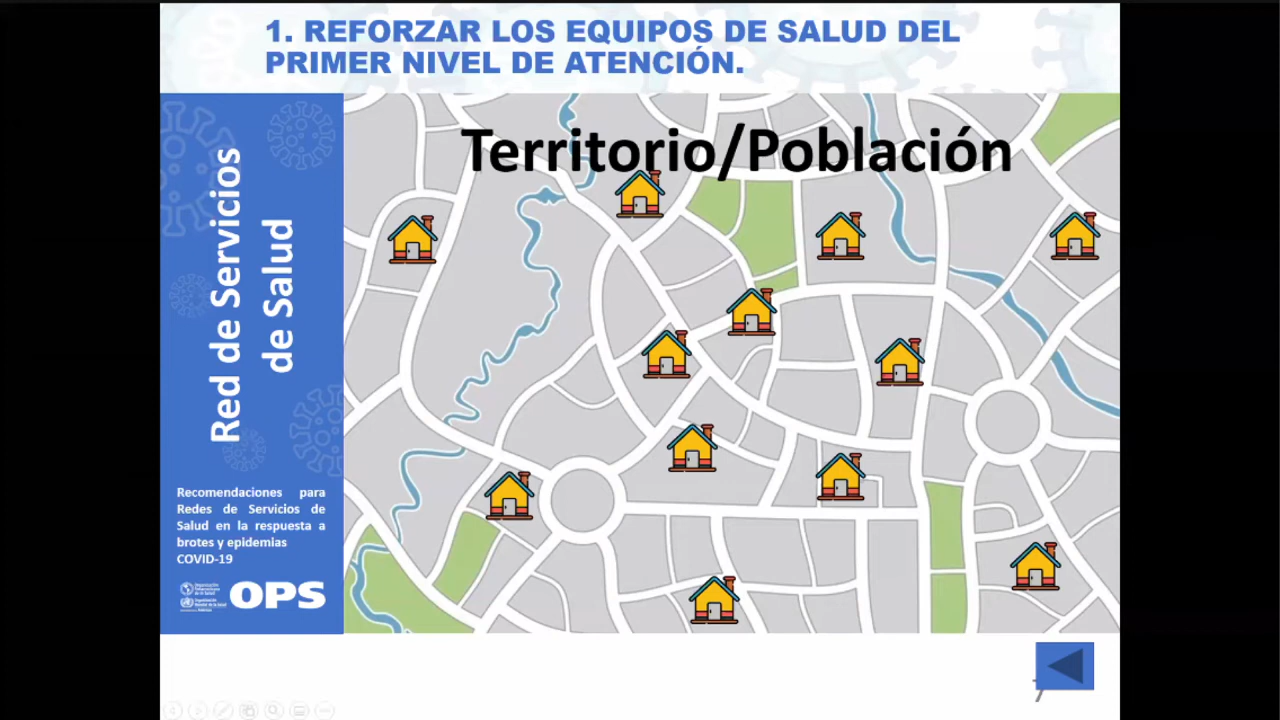 1. REFORZAR LOS EQUIPOS DE SALUD DEL
PRIMER NIVEL DE ATENCIÓN.
Territorio/Población
Red de Servicios
de Salud
Recomendaciones para
Redes de Servicios de
Salud en la respuesta a
brotes y epidemias
COVID-19
OPS
7